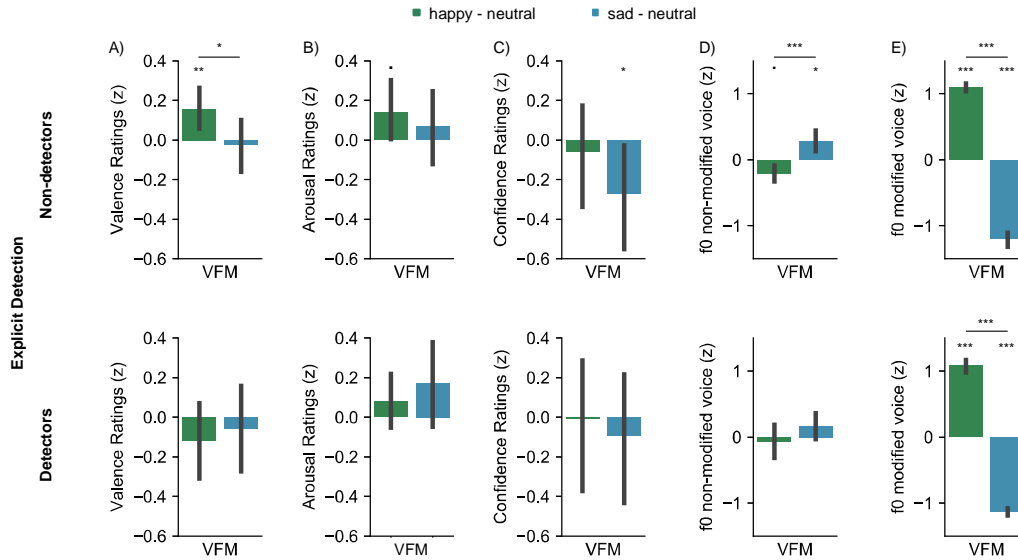 happy - neutral
sad - neutral
A)
B)
C)
D)
E)
Explicit Detection
Non-detectors
Valence Ratings (z)
0.4
0.2
0.0
−0.2
−0.4
−0.6
**
*
VFM
Arousal Ratings (z)
0.4
0.2
0.0
−0.2
−0.4
−0.6
.
VFM
Confidence Ratings (z)
0.4
0.2
0.0
−0.2
−0.4
−0.6
*
VFM
f0 non-modified voice (z)
1
0
−1
***
.
*
VFM
f0 modified voice (z)
1
0
−1
***
***
***
VFM
Detectors
Valence Ratings (z)
0.4
0.2
0.0
−0.2
−0.4
−0.6
VFM
Arousal Ratings (z)
0.4
0.2
0.0
−0.2
−0.4
−0.6
VFM
Confidence Ratings (z)
0.4
0.2
0.0
−0.2
−0.4
−0.6
VFM
f0 non-modified voice (z)
1
0
−1
VFM
f0 modified voice (z)
1
0
−1
***
***
***
VFM